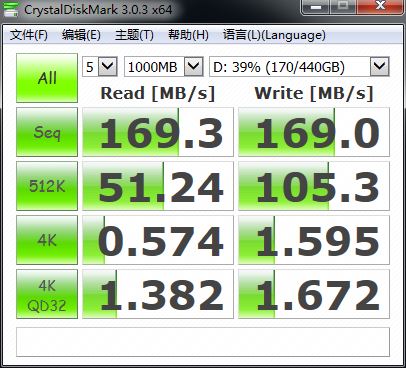 CrystalDiskMark 3.0.3 x64
文件(F) 编辑(E) 主题(T) 帮助(H) 语言(L)(Language)
All 5 1000MB D: 39% (170/440GB)
Read [MB/s] Write [MB/s]
Seq 169.3 169.0
512K 51.24 105.3
4K 0.574 1.595
4K QD32 1.382 1.672